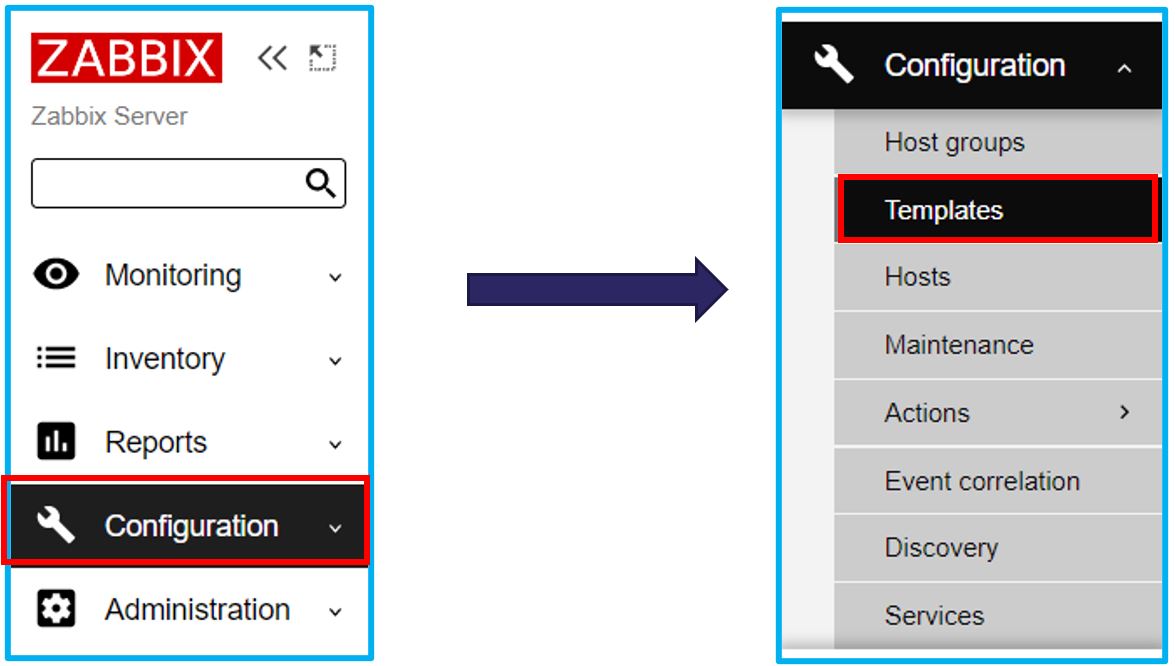 ZABBIX
Zabbix Server
Monitoring
Inventory
Reports
Configuration
Administration
Configuration
Host groups
Templates
Hosts
Maintenance
Actions
Event correlation
Discovery
Services